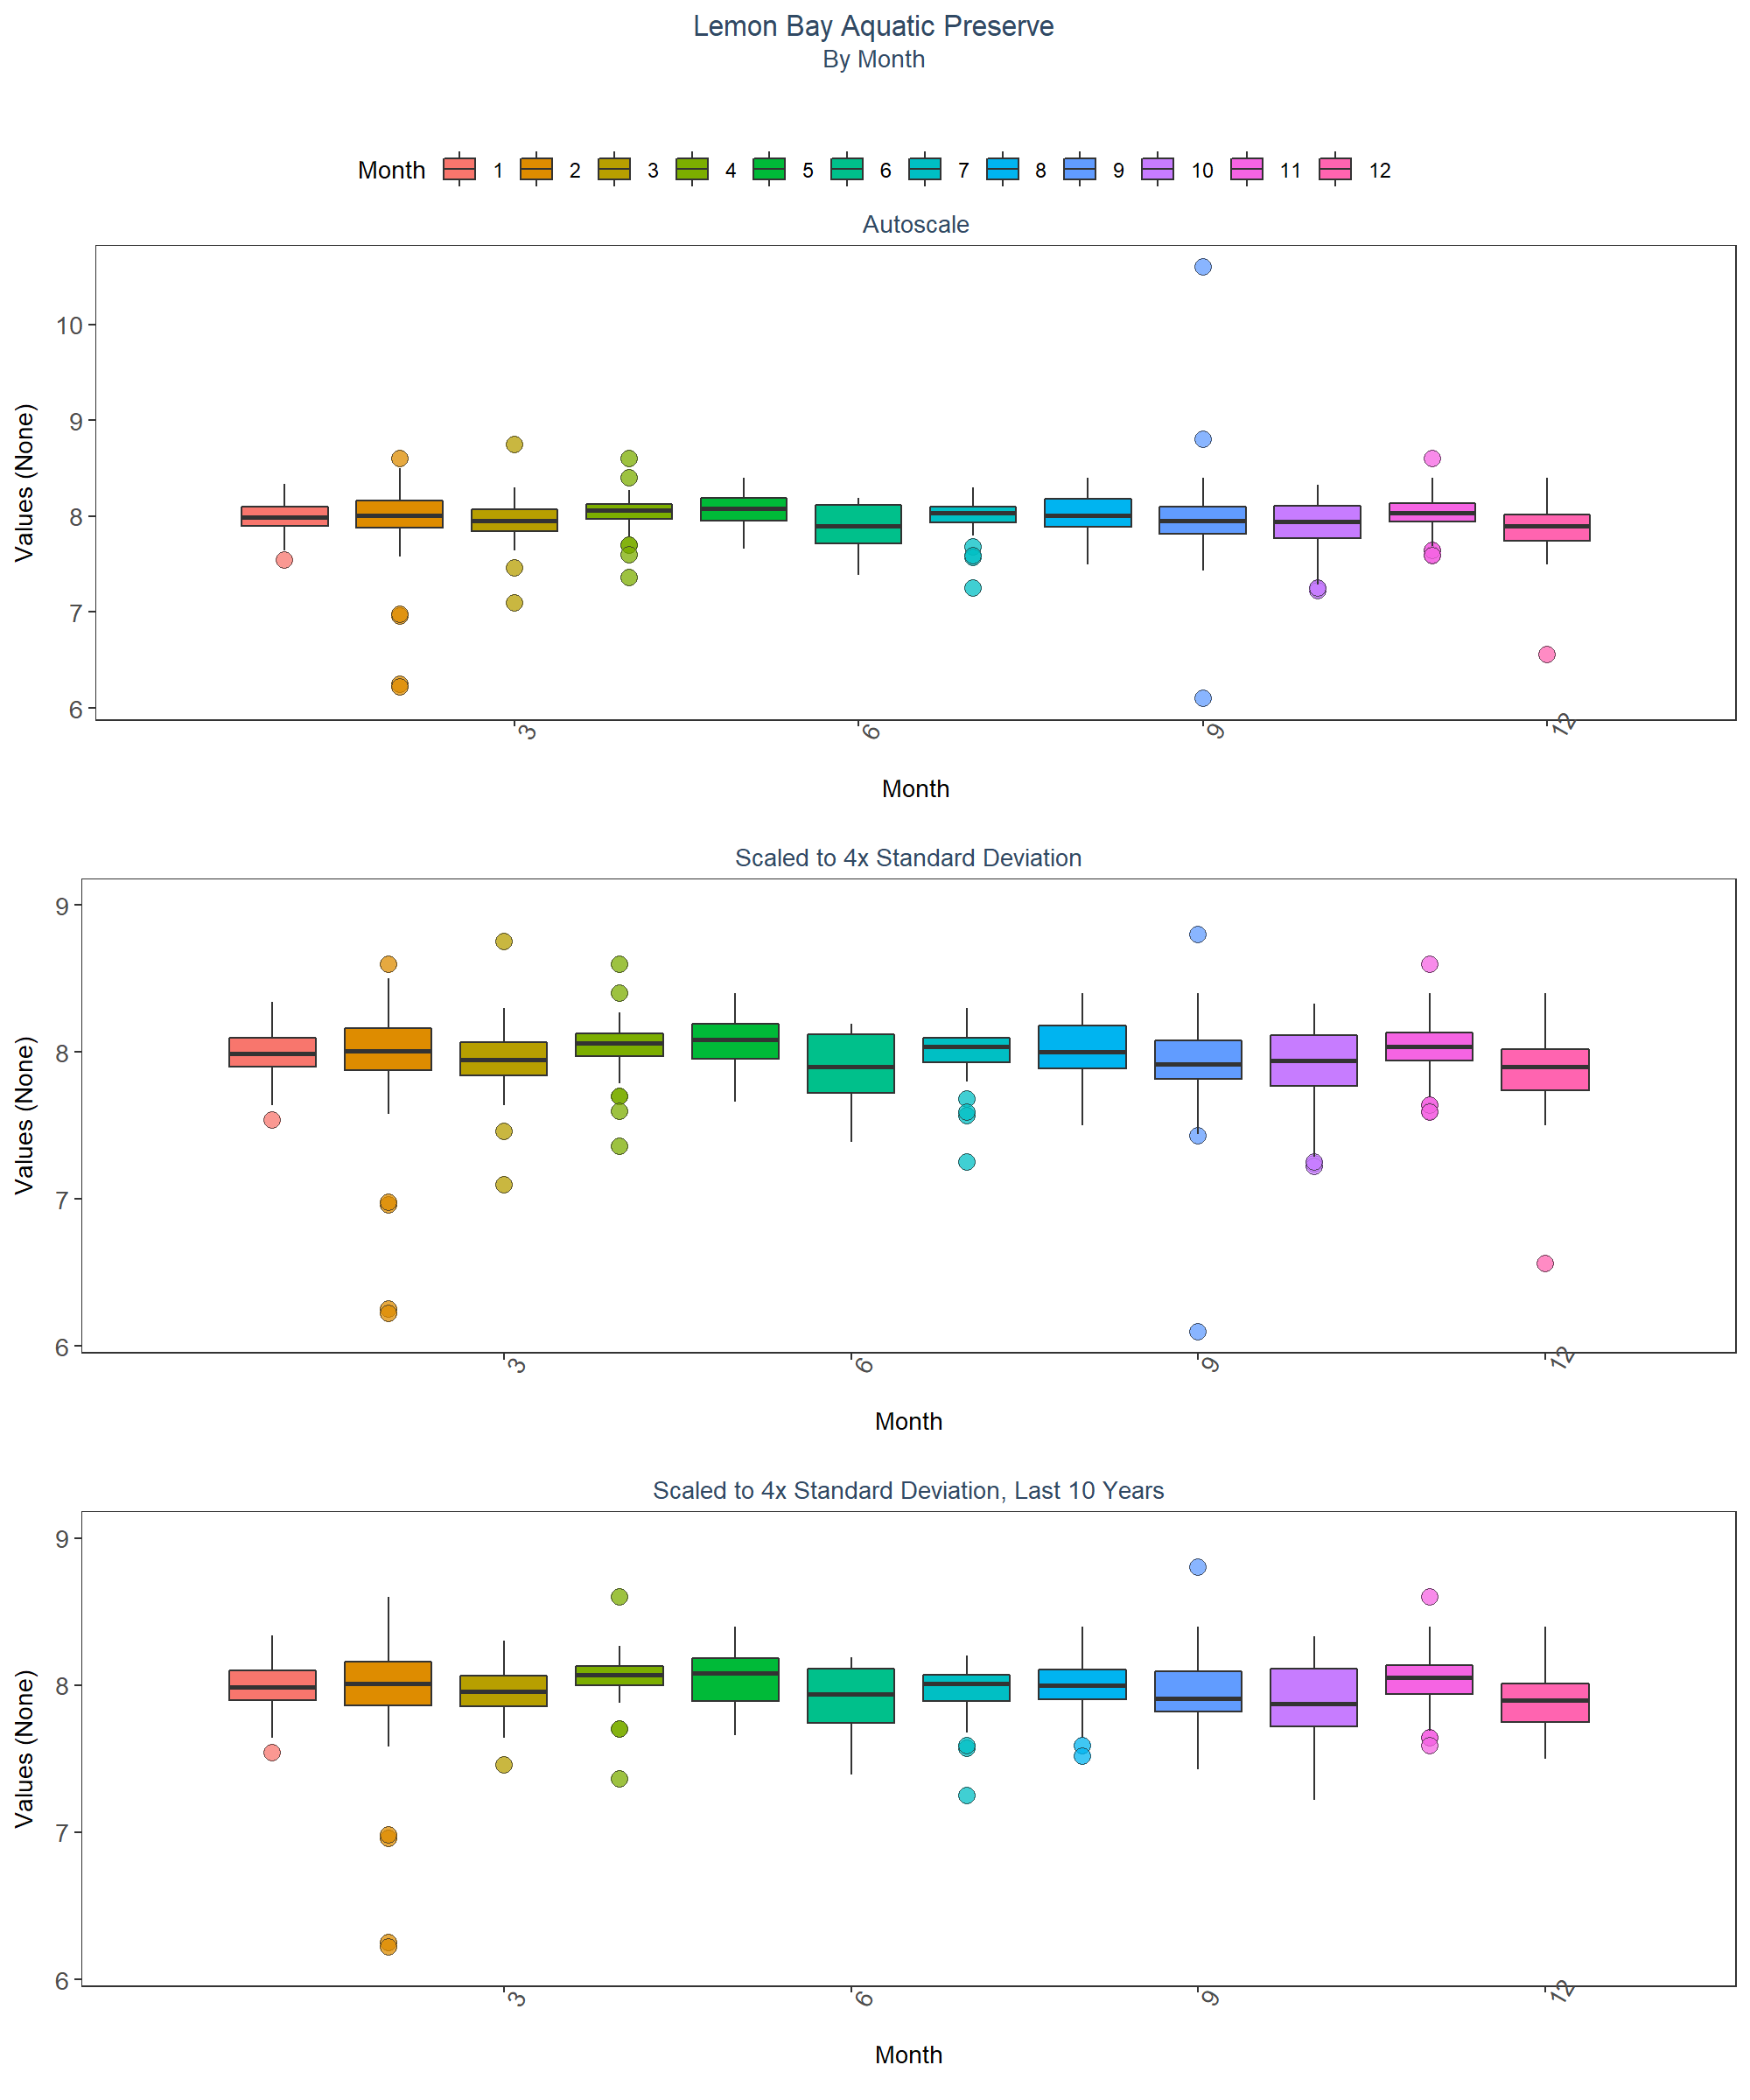 Lemon Bay Aquatic Preserve
By Month
Month 1 2 3 4 5 6 7 8 9 10 11 12
Autoscale
Values (None)
10
9
8
7
6
3 6 9 12
Month
Scaled to 4x Standard Deviation
Values (None)
9
8
7
6
3 6 9 12
Month
Scaled to 4x Standard Deviation, Last 10 Years
Values (None)
9
8
7
6
3 6 9 12
Month